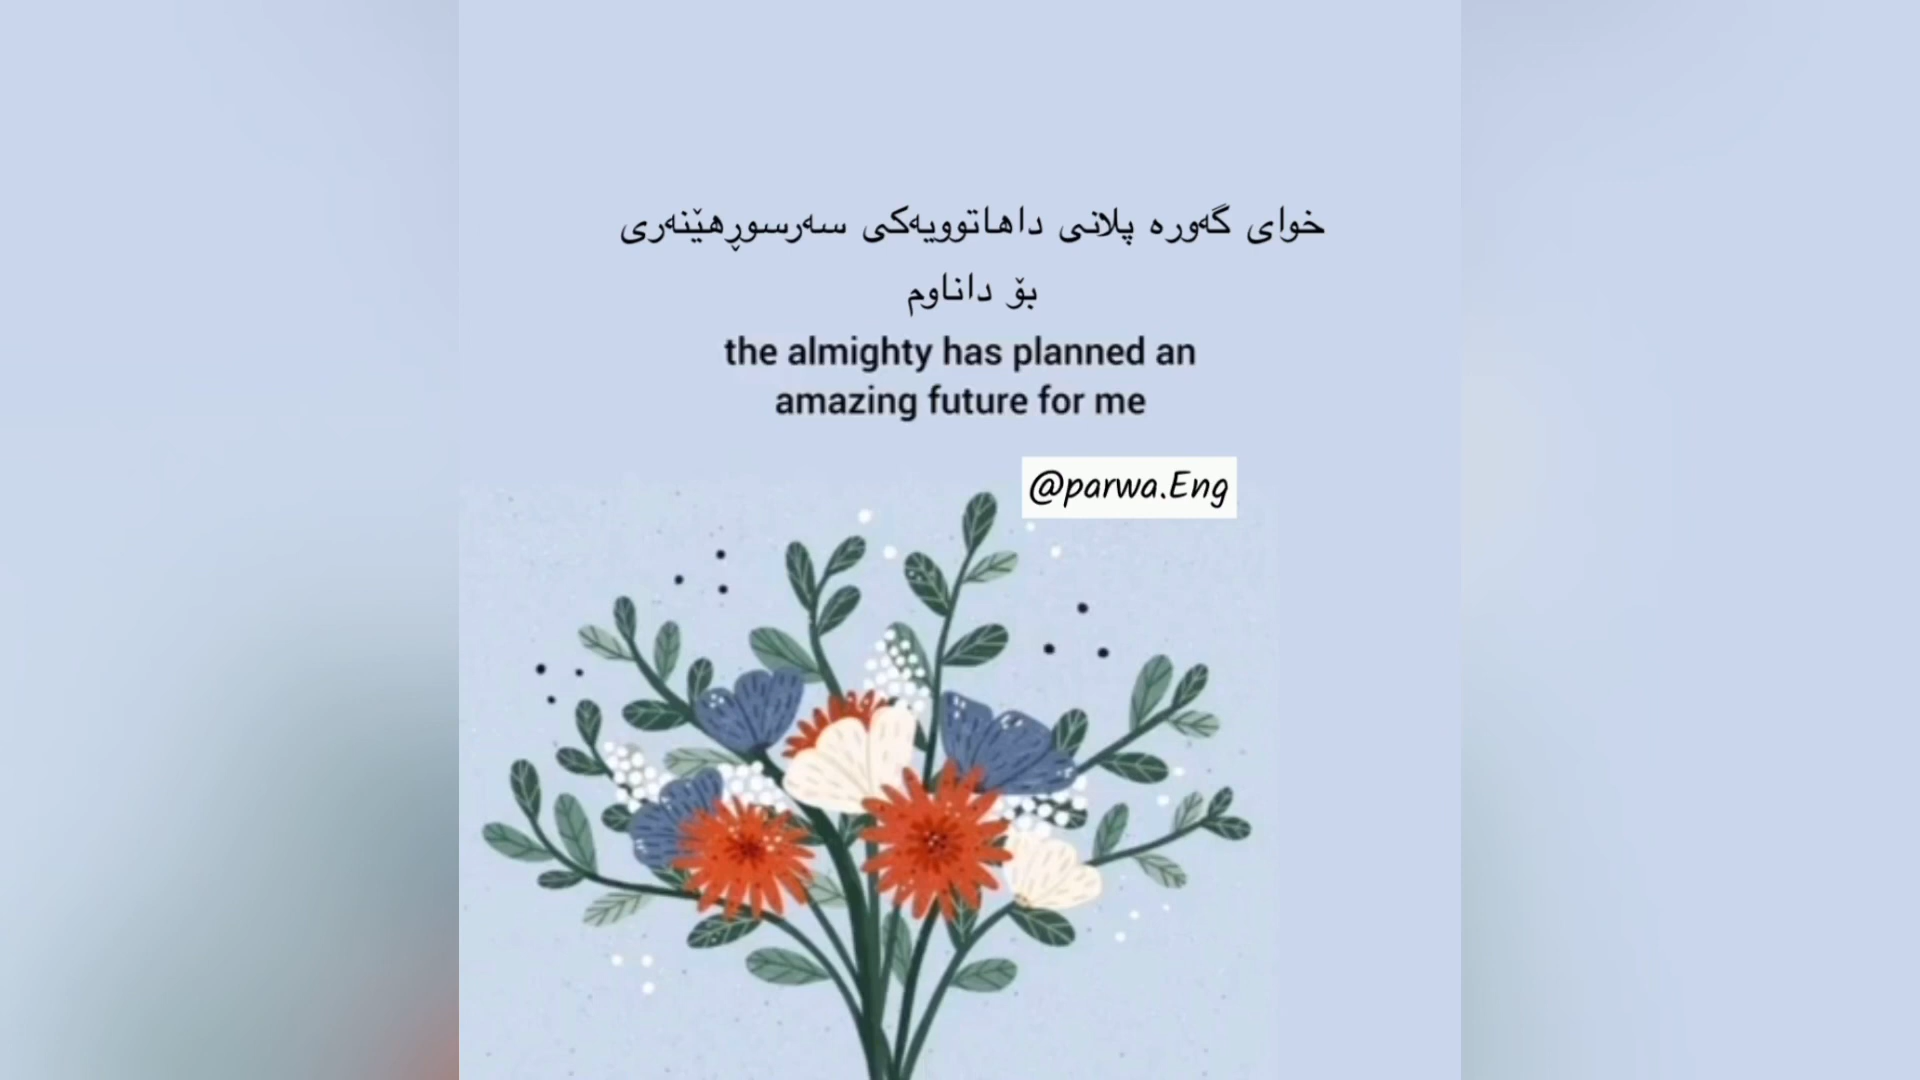 خوای گەورە پلانی داهاتوویەکی سەرسوڕهێنەری
بۆ داناوم
the almighty has planned an
amazing future for me
@parwa.Eng